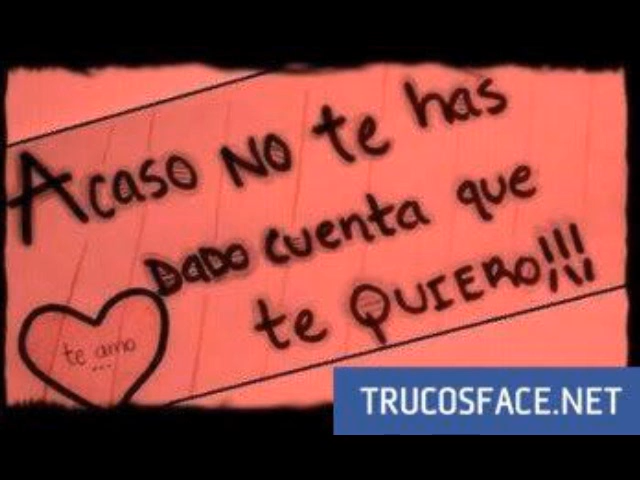 Acaso NO te has
DADO cuenta que
te QUIERO!!!
te amo
...
TRUCOSFACE.NET